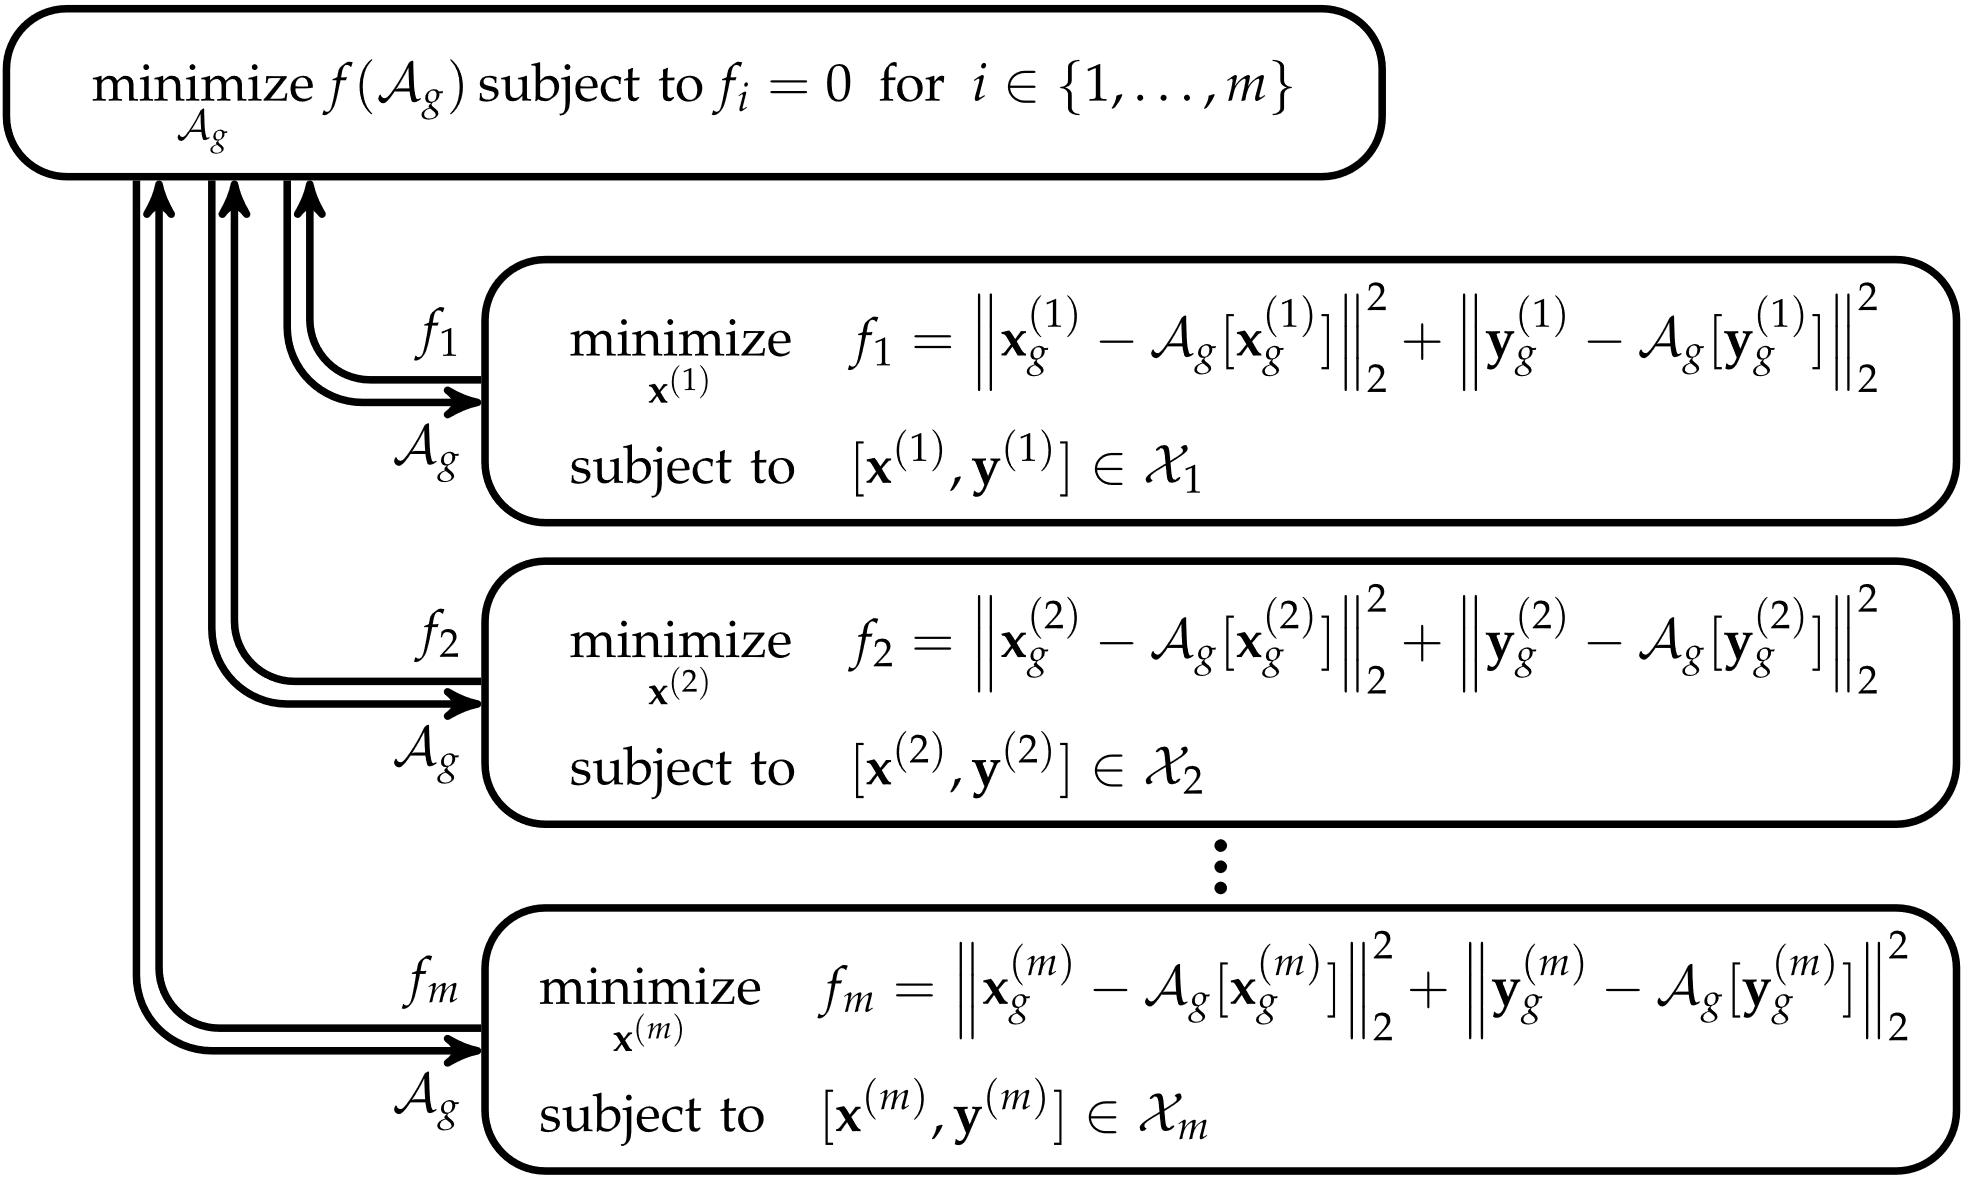 minimize f(𝒜_g) subject to f_i = 0 for i ∈ {1, . . . , m}
𝒜_g
f_1
minimize f_1 = ‖𝐱_g^(1) − 𝒜_g[𝐱_g^(1)]‖_2^2 + ‖𝐲_g^(1) − 𝒜_g[𝐲_g^(1)]‖_2^2
𝐱^(1)
𝒜_g
subject to [𝐱^(1), 𝐲^(1)] ∈ 𝒳_1
f_2
minimize f_2 = ‖𝐱_g^(2) − 𝒜_g[𝐱_g^(2)]‖_2^2 + ‖𝐲_g^(2) − 𝒜_g[𝐲_g^(2)]‖_2^2
𝐱^(2)
𝒜_g
subject to [𝐱^(2), 𝐲^(2)] ∈ 𝒳_2
⋮
f_m
minimize f_m = ‖𝐱_g^(m) − 𝒜_g[𝐱_g^(m)]‖_2^2 + ‖𝐲_g^(m) − 𝒜_g[𝐲_g^(m)]‖_2^2
𝐱^(m)
𝒜_g
subject to [𝐱^(m), 𝐲^(m)] ∈ 𝒳_m